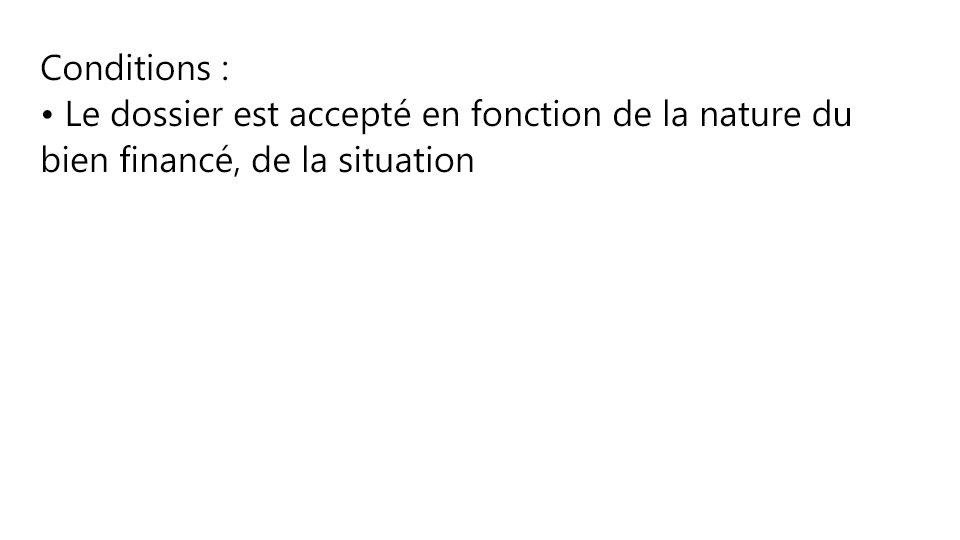 Conditions :
• Le dossier est accepté en fonction de la nature du
bien financé, de la situation